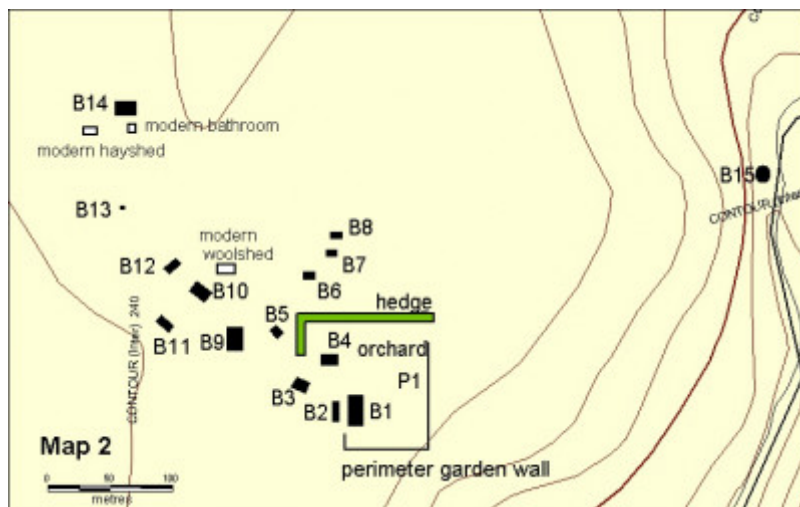 B14
modern bathroom
modern hayshed
B15
B13
B8
modern
woolshed
B7
B12
B6
B10
hedge
B5
B11
B9
B4
orchard
CONTOUR (Inter) 240
P1
B3
B2
B1
Map 2
perimeter garden wall
0 50 100
metres